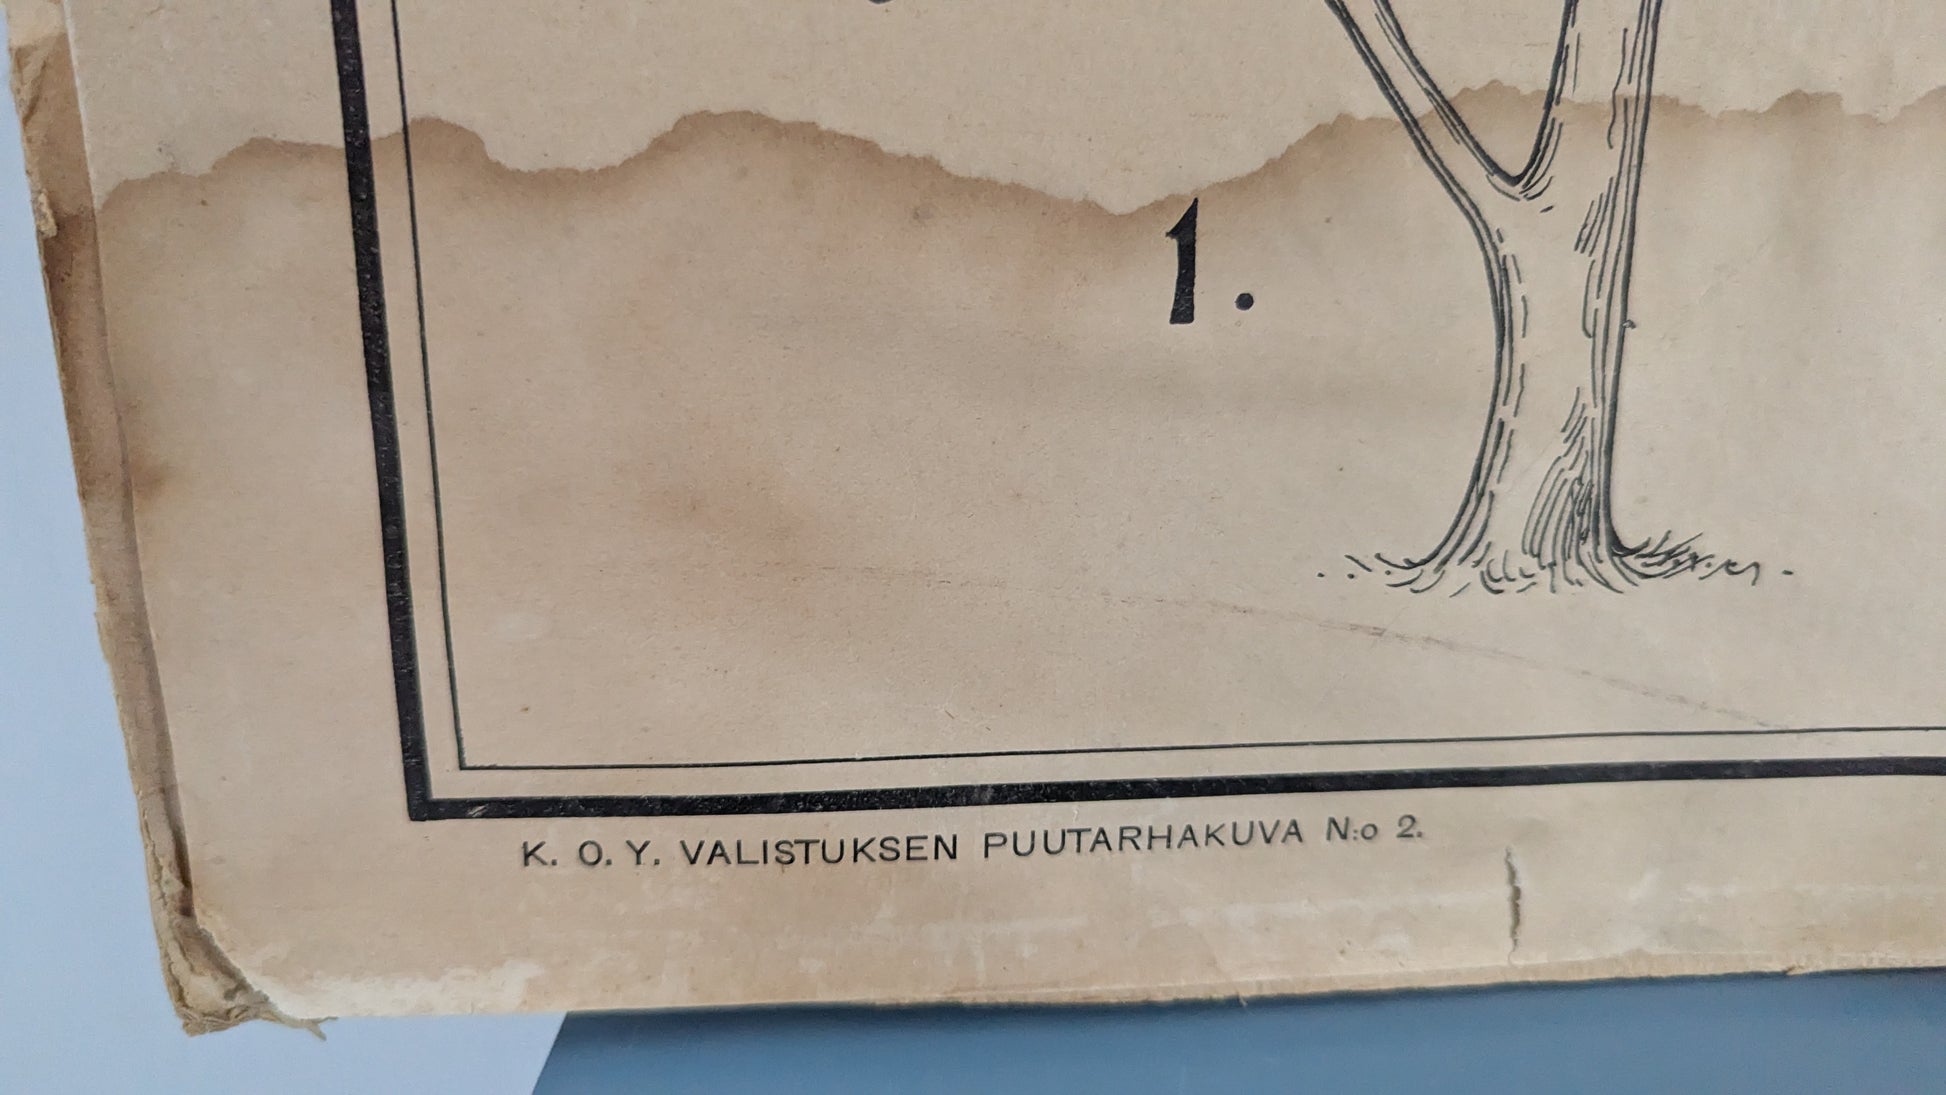 1.
K. O. Y. VALISTUKSEN PUUTARHAKUVA N:o 2.